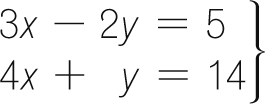 3x − 2y = 5
4x + y = 14